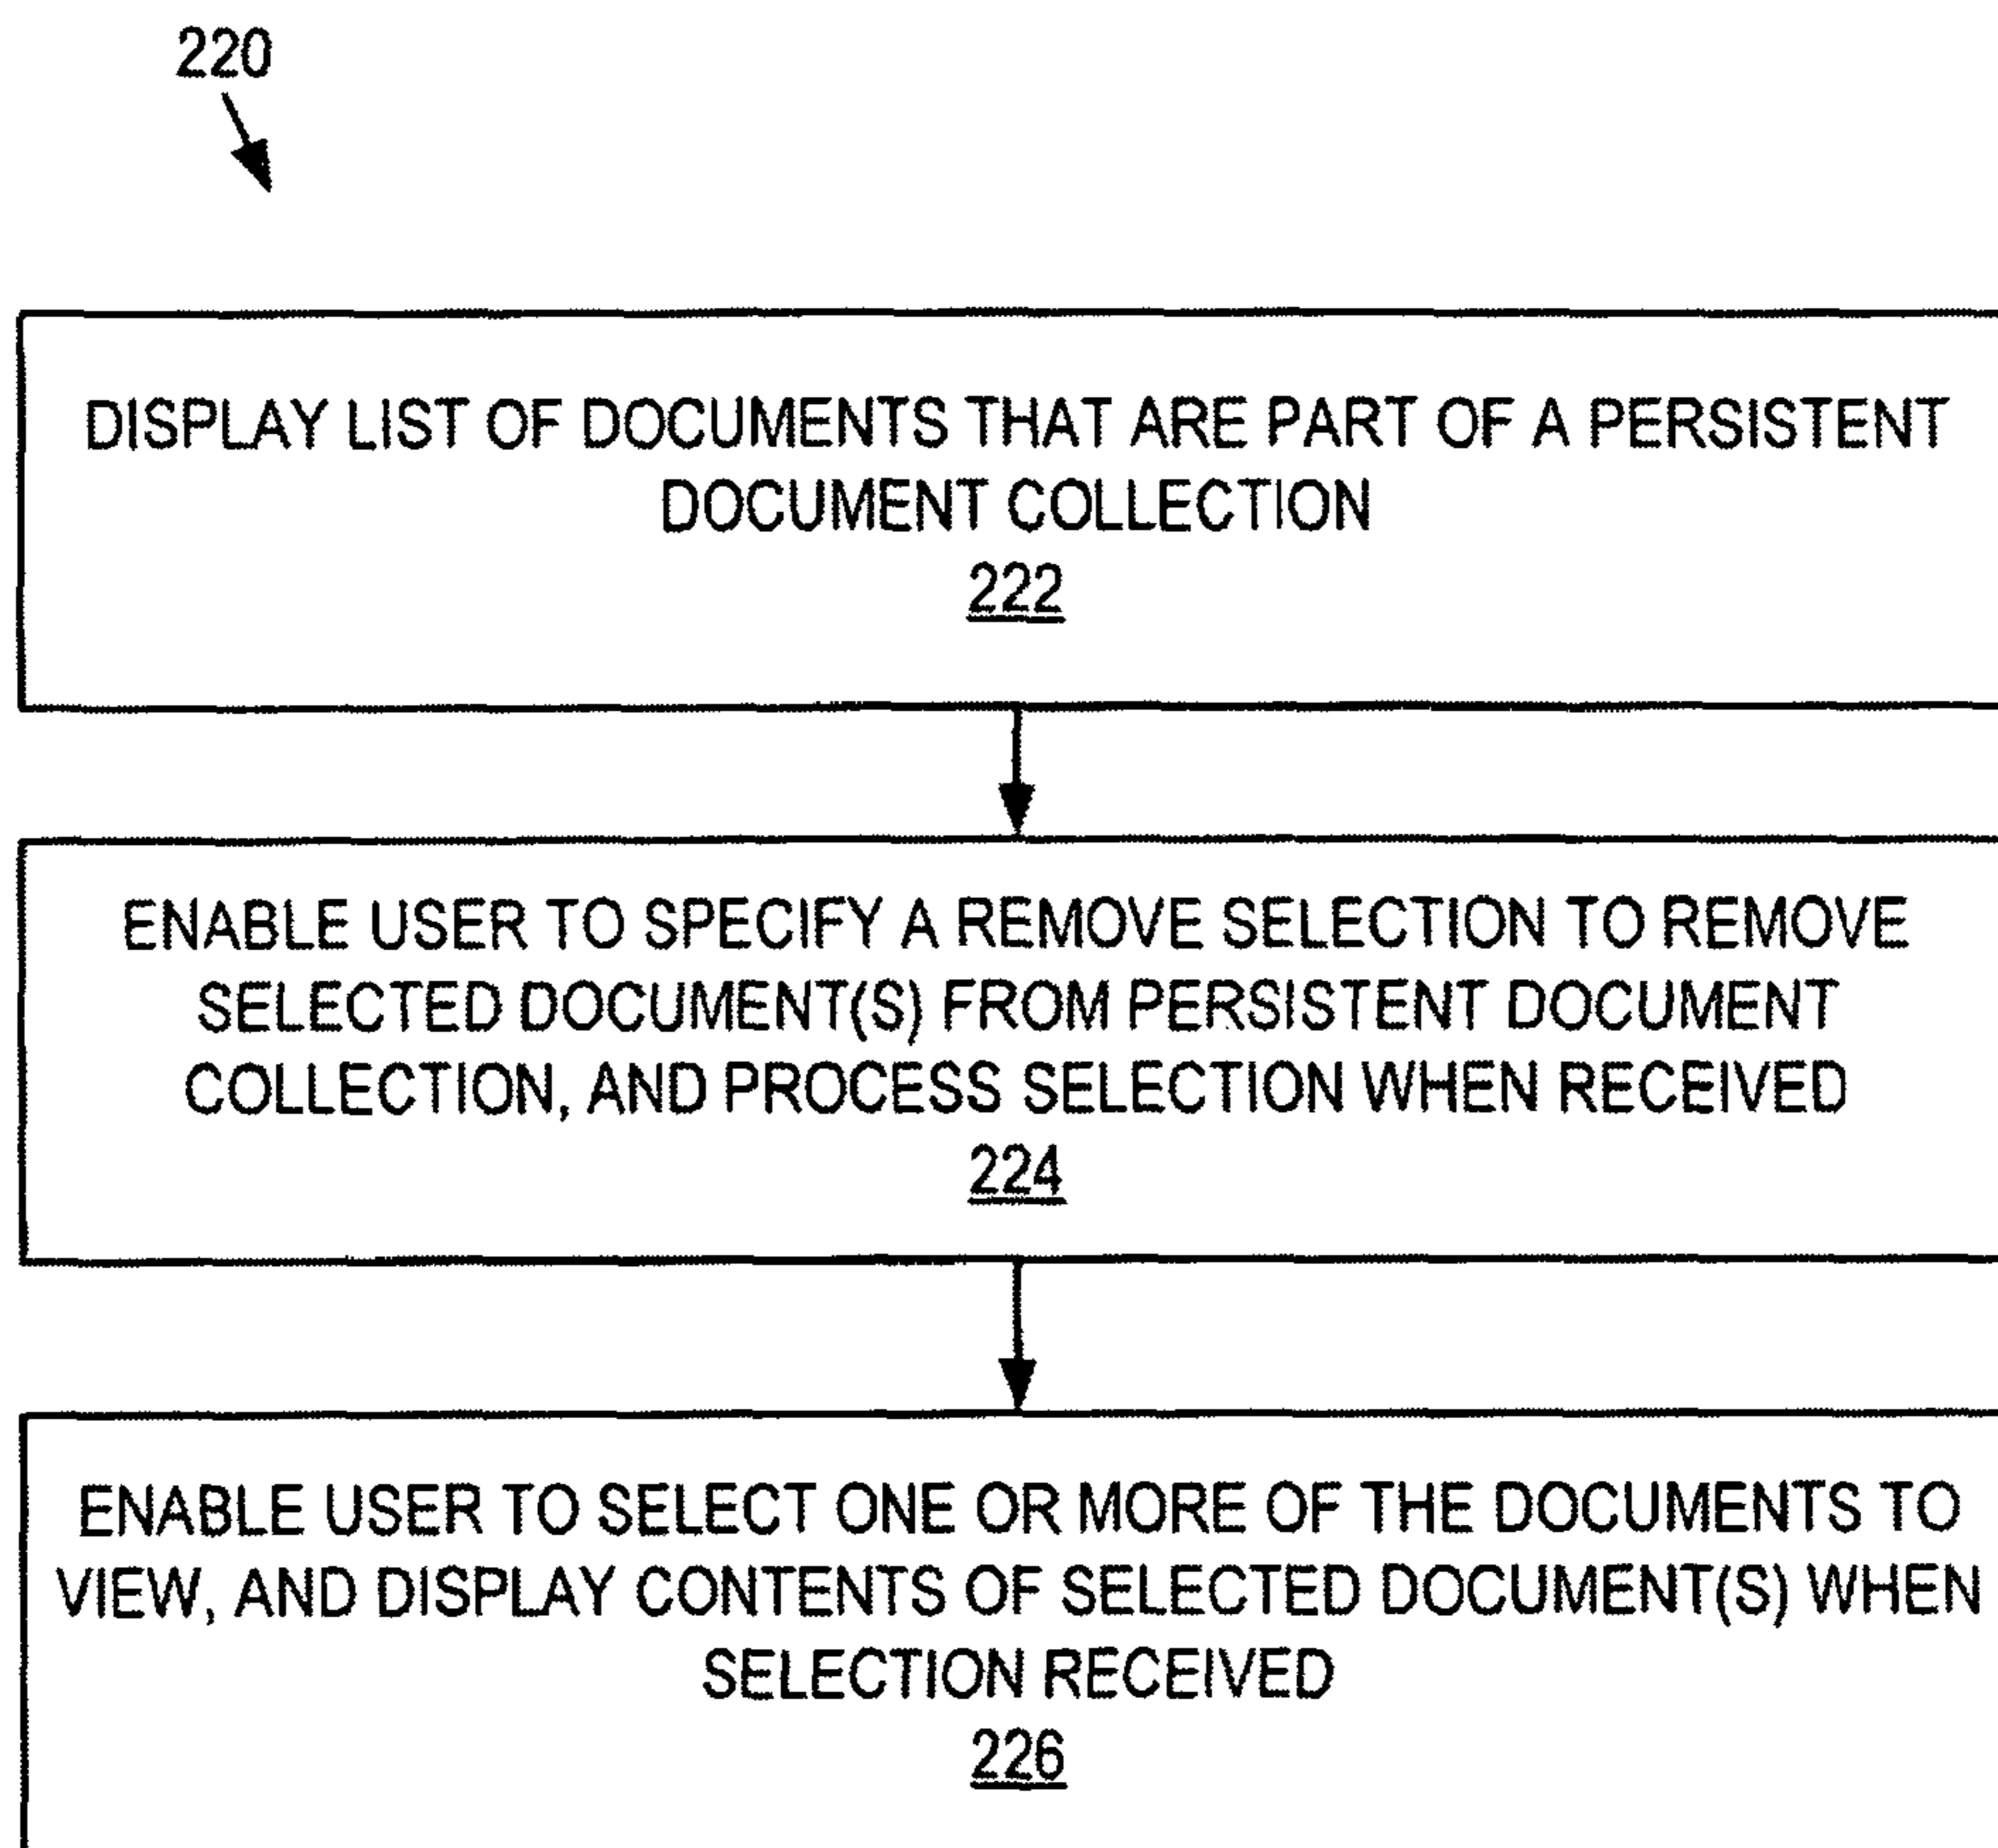 220
DISPLAY LIST OF DOCUMENTS THAT ARE PART OF A PERSISTENT
DOCUMENT COLLECTION
222
ENABLE USER TO SPECIFY A REMOVE SELECTION TO REMOVE
SELECTED DOCUMENT(S) FROM PERSISTENT DOCUMENT
COLLECTION, AND PROCESS SELECTION WHEN RECEIVED
224
ENABLE USER TO SELECT ONE OR MORE OF THE DOCUMENTS TO
VIEW, AND DISPLAY CONTENTS OF SELECTED DOCUMENT(S) WHEN
SELECTION RECEIVED
226